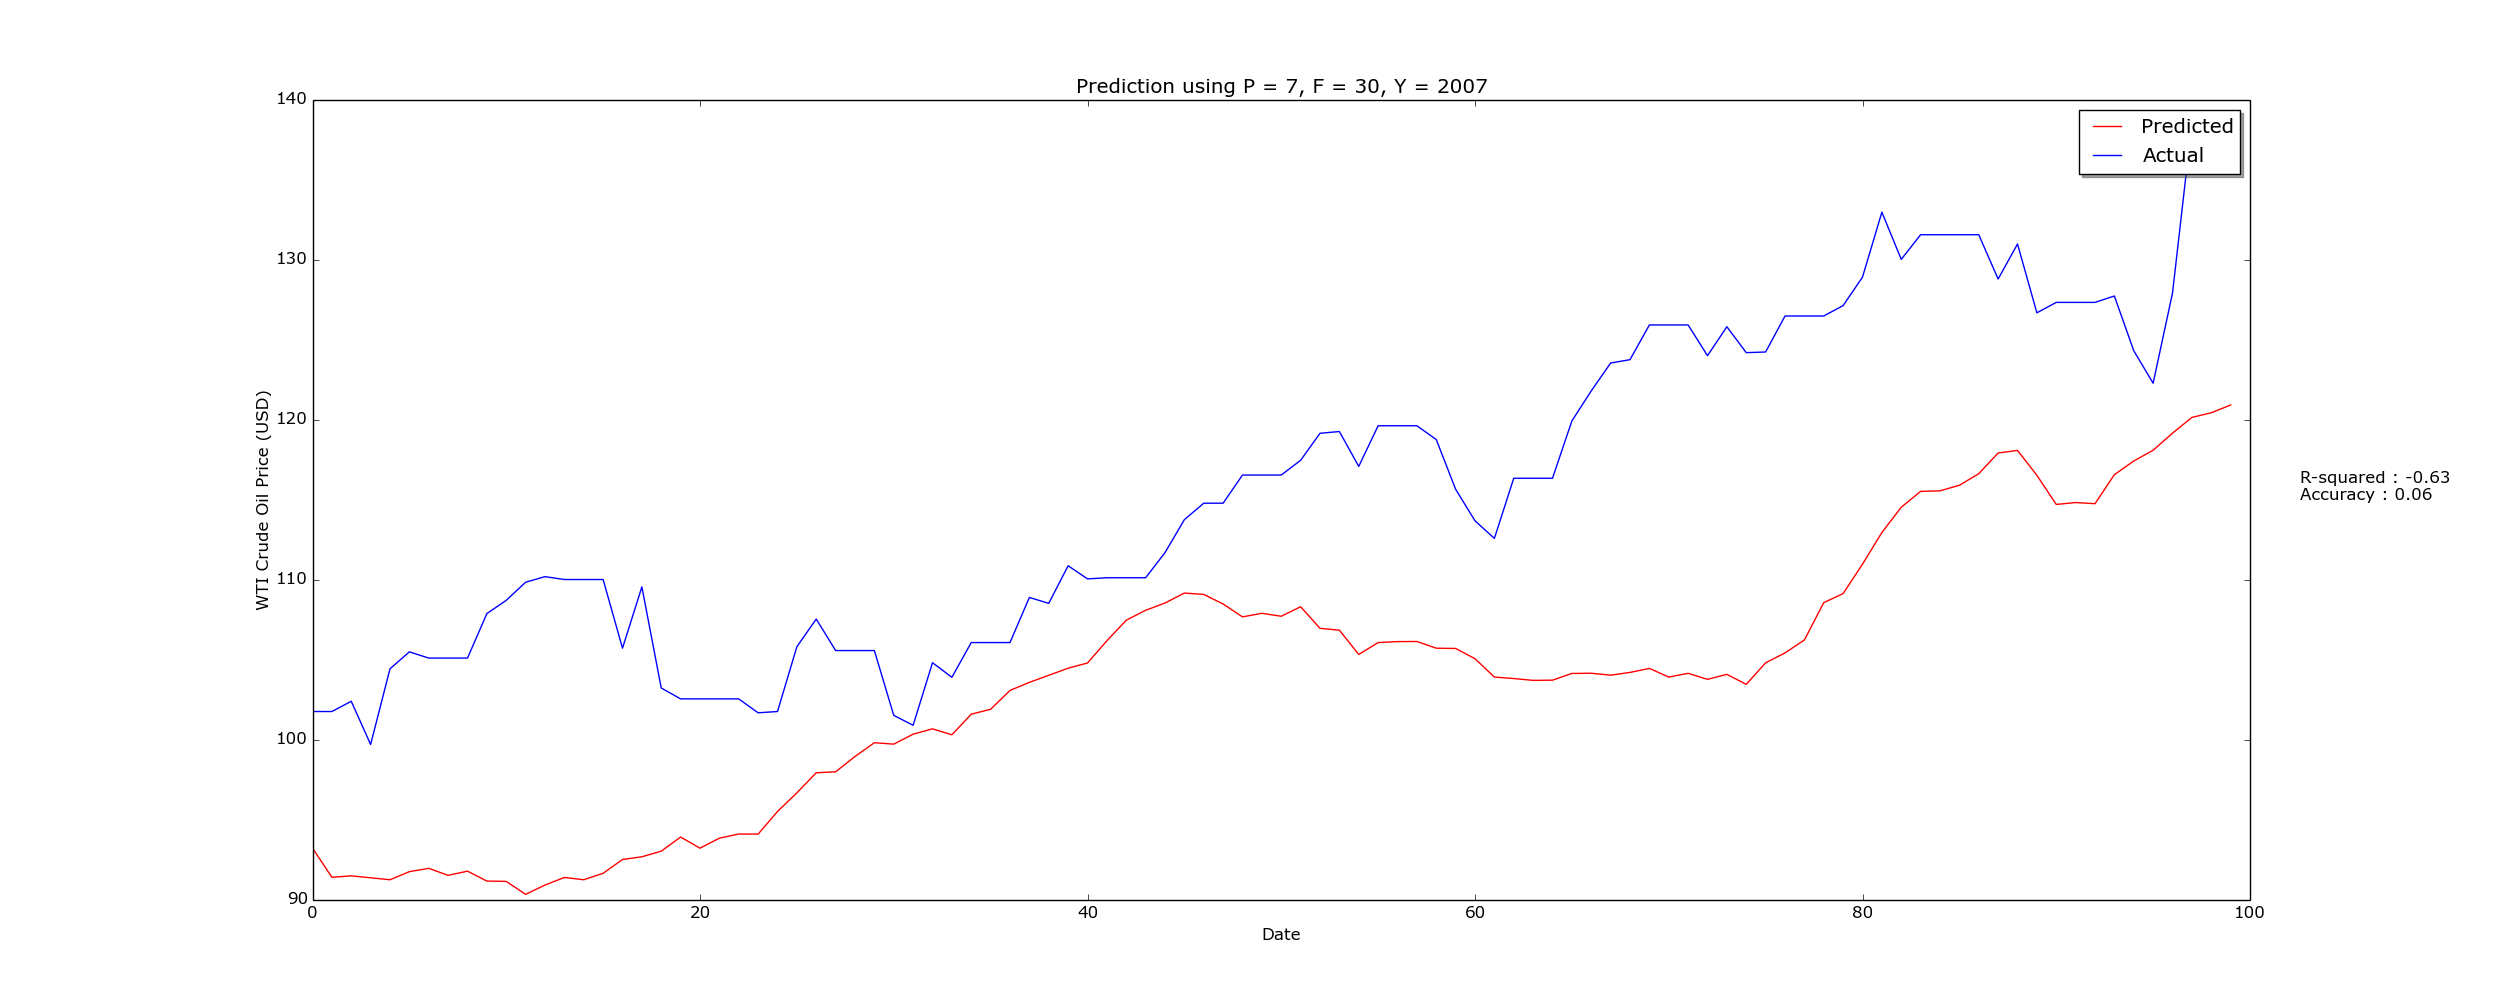 Prediction using P = 7, F = 30, Y = 2007
140
130
120
110
100
90
WTI Crude Oil Price (USD)
Predicted
Actual
R-squared : -0.63
Accuracy : 0.06
0 20 40 60 80 100
Date